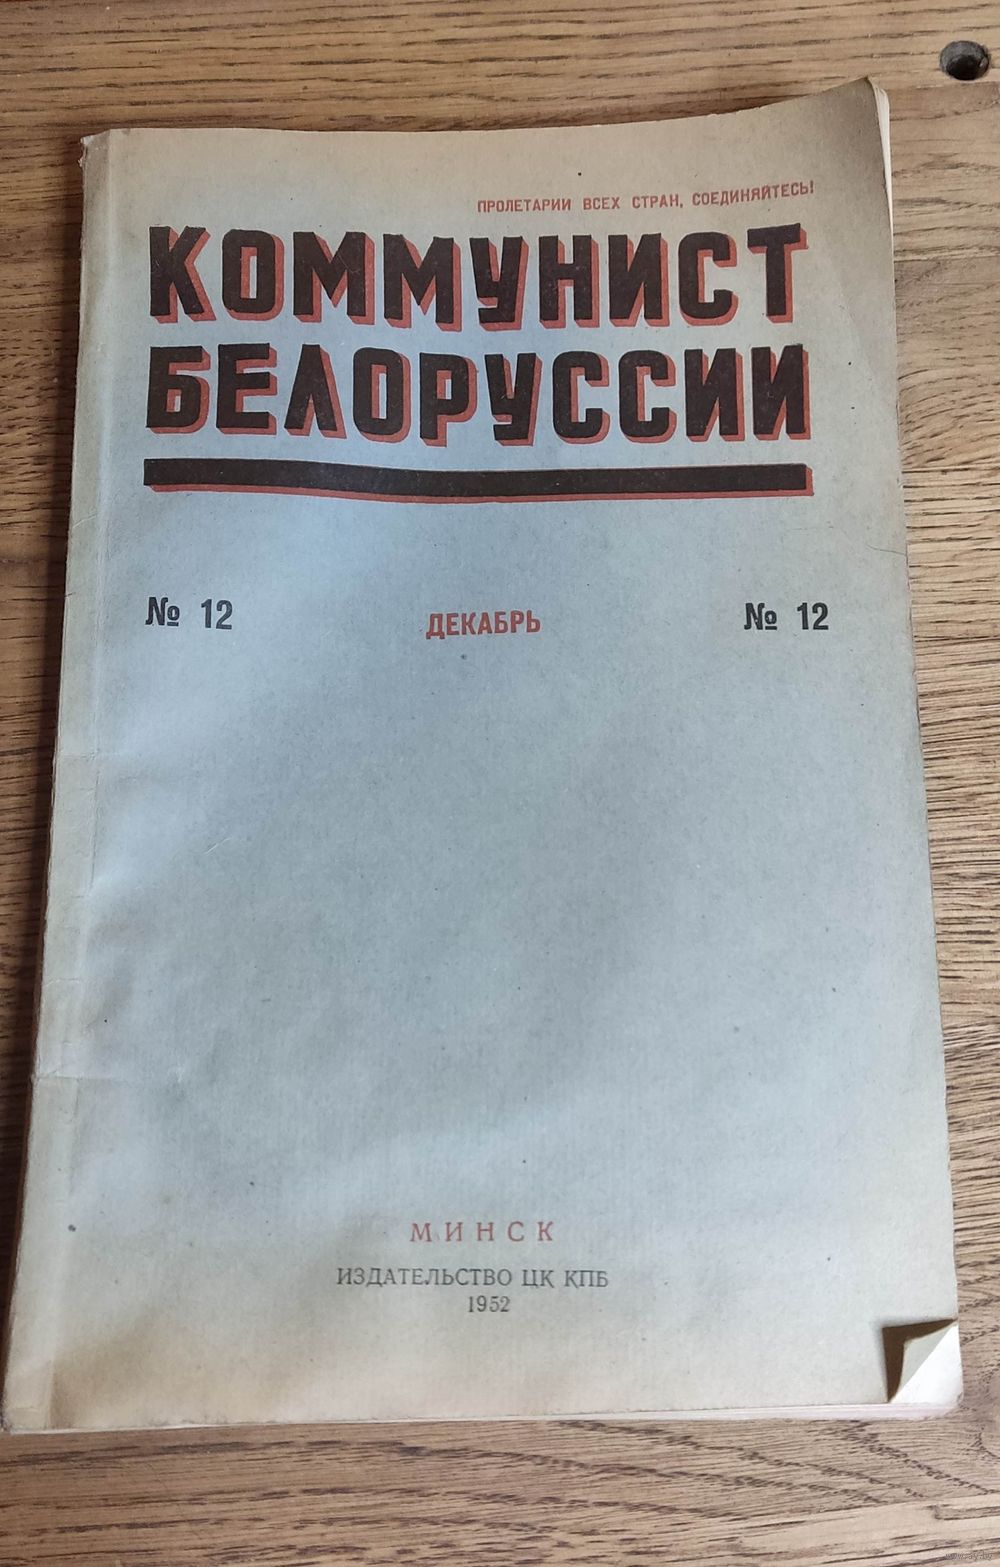 ПРОЛЕТАРИИ ВСЕХ СТРАН, СОЕДИНЯЙТЕСЬ!
КОММУНИСТ
БЕЛОРУССИИ
№ 12 ДЕКАБРЬ № 12
МИНСК
ИЗДАТЕЛЬСТВО ЦК КПБ
1952